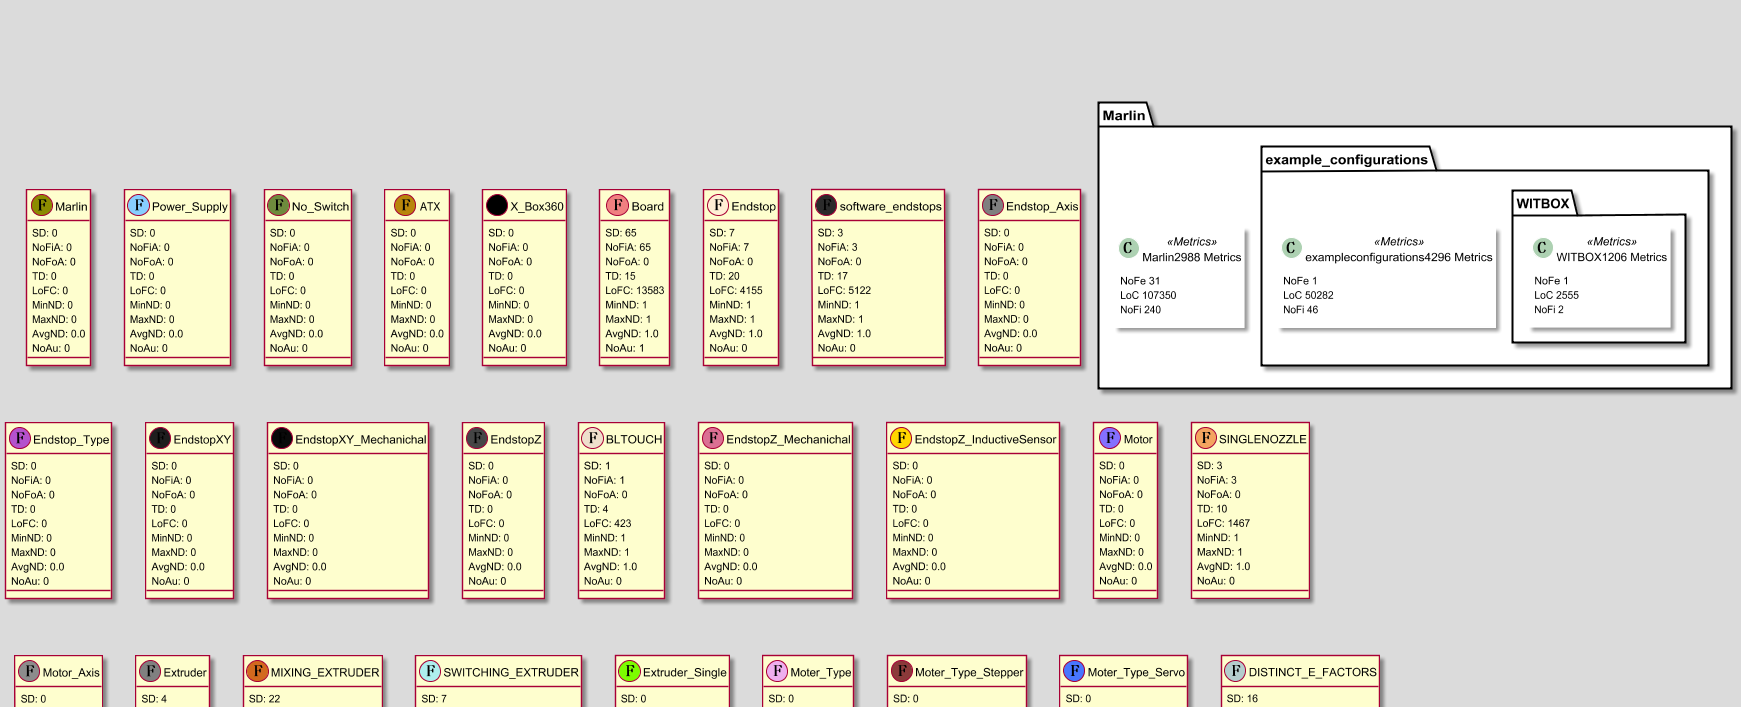 Marlin
example_configurations
WITBOX
F Marlin
SD: 0
NoFiA: 0
NoFoA: 0
TD: 0
LoFC: 0
MinND: 0
MaxND: 0
AvgND: 0.0
NoAu: 0
F Power_Supply
SD: 0
NoFiA: 0
NoFoA: 0
TD: 0
LoFC: 0
MinND: 0
MaxND: 0
AvgND: 0.0
NoAu: 0
F No_Switch
SD: 0
NoFiA: 0
NoFoA: 0
TD: 0
LoFC: 0
MinND: 0
MaxND: 0
AvgND: 0.0
NoAu: 0
F ATX
SD: 0
NoFiA: 0
NoFoA: 0
TD: 0
LoFC: 0
MinND: 0
MaxND: 0
AvgND: 0.0
NoAu: 0
X_Box360
SD: 0
NoFiA: 0
NoFoA: 0
TD: 0
LoFC: 0
MinND: 0
MaxND: 0
AvgND: 0.0
NoAu: 0
F Board
SD: 65
NoFiA: 65
NoFoA: 0
TD: 15
LoFC: 13583
MinND: 1
MaxND: 1
AvgND: 1.0
NoAu: 1
F Endstop
SD: 7
NoFiA: 7
NoFoA: 0
TD: 20
LoFC: 4155
MinND: 1
MaxND: 1
AvgND: 1.0
NoAu: 0
F software_endstops
SD: 3
NoFiA: 3
NoFoA: 0
TD: 17
LoFC: 5122
MinND: 1
MaxND: 1
AvgND: 1.0
NoAu: 0
F Endstop_Axis
SD: 0
NoFiA: 0
NoFoA: 0
TD: 0
LoFC: 0
MinND: 0
MaxND: 0
AvgND: 0.0
NoAu: 0
C «Metrics»
Marlin2988 Metrics
NoFe 31
LoC 107350
NoFi 240
C «Metrics»
exampleconfigurations4296 Metrics
NoFe 1
LoC 50282
NoFi 46
C «Metrics»
WITBOX1206 Metrics
NoFe 1
LoC 2555
NoFi 2
F Endstop_Type
SD: 0
NoFiA: 0
NoFoA: 0
TD: 0
LoFC: 0
MinND: 0
MaxND: 0
AvgND: 0.0
NoAu: 0
F EndstopXY
SD: 0
NoFiA: 0
NoFoA: 0
TD: 0
LoFC: 0
MinND: 0
MaxND: 0
AvgND: 0.0
NoAu: 0
F EndstopXY_Mechanichal
SD: 0
NoFiA: 0
NoFoA: 0
TD: 0
LoFC: 0
MinND: 0
MaxND: 0
AvgND: 0.0
NoAu: 0
F EndstopZ
SD: 0
NoFiA: 0
NoFoA: 0
TD: 0
LoFC: 0
MinND: 0
MaxND: 0
AvgND: 0.0
NoAu: 0
F BLTOUCH
SD: 1
NoFiA: 1
NoFoA: 0
TD: 4
LoFC: 423
MinND: 1
MaxND: 1
AvgND: 1.0
NoAu: 0
F EndstopZ_Mechanichal
SD: 0
NoFiA: 0
NoFoA: 0
TD: 0
LoFC: 0
MinND: 0
MaxND: 0
AvgND: 0.0
NoAu: 0
F EndstopZ_InductiveSensor
SD: 0
NoFiA: 0
NoFoA: 0
TD: 0
LoFC: 0
MinND: 0
MaxND: 0
AvgND: 0.0
NoAu: 0
F Motor
SD: 0
NoFiA: 0
NoFoA: 0
TD: 0
LoFC: 0
MinND: 0
MaxND: 0
AvgND: 0.0
NoAu: 0
F SINGLENOZZLE
SD: 3
NoFiA: 3
NoFoA: 0
TD: 10
LoFC: 1467
MinND: 1
MaxND: 1
AvgND: 1.0
NoAu: 0
F Motor_Axis
SD: 0
F Extruder
SD: 4
F MIXING_EXTRUDER
SD: 22
F SWITCHING_EXTRUDER
SD: 7
F Extruder_Single
SD: 0
F Moter_Type
SD: 0
F Moter_Type_Stepper
SD: 0
F Moter_Type_Servo
SD: 0
F DISTINCT_E_FACTORS
SD: 16